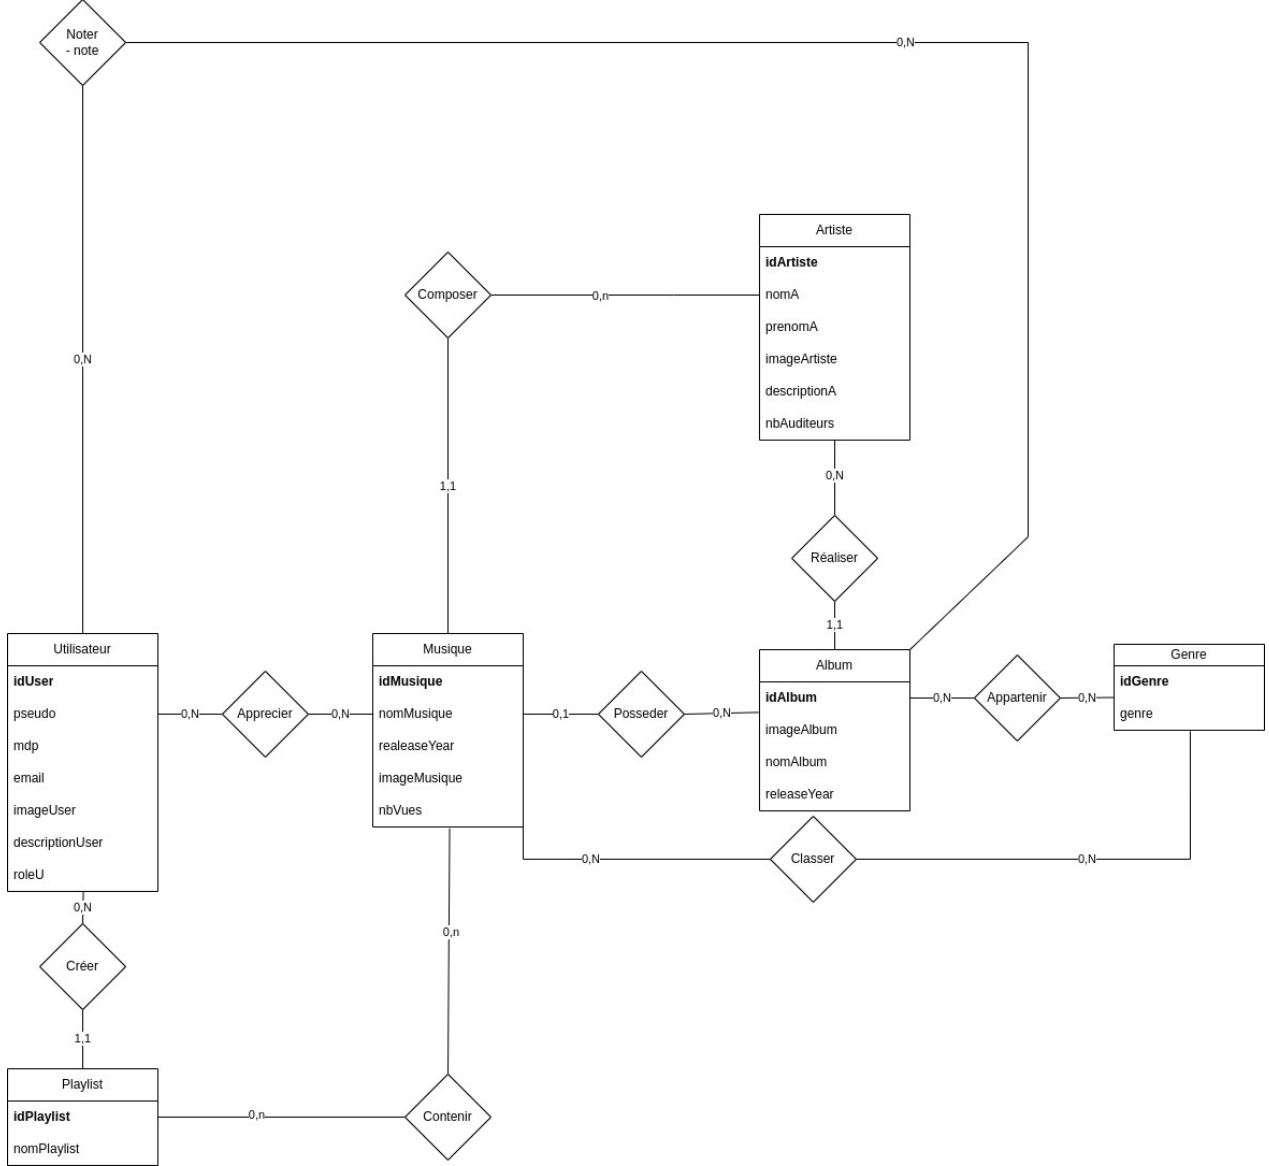 Noter
- note
0,N
0,N
Artiste
idArtiste
nomA
prenomA
imageArtiste
descriptionA
nbAuditeurs
Composer
0,n
1,1
0,N
Réaliser
1,1
Utilisateur
idUser
pseudo
mdp
email
imageUser
descriptionUser
roleU
0,N
Apprecier
0,N
Musique
idMusique
nomMusique
realeaseYear
imageMusique
nbVues
0,1
Posseder
0,N
Album
idAlbum
imageAlbum
nomAlbum
releaseYear
0,N
Appartenir
0,N
Genre
idGenre
genre
0,N
Classer
0,N
0,N
Créer
1,1
0,n
Playlist
idPlaylist
nomPlaylist
0,n
Contenir